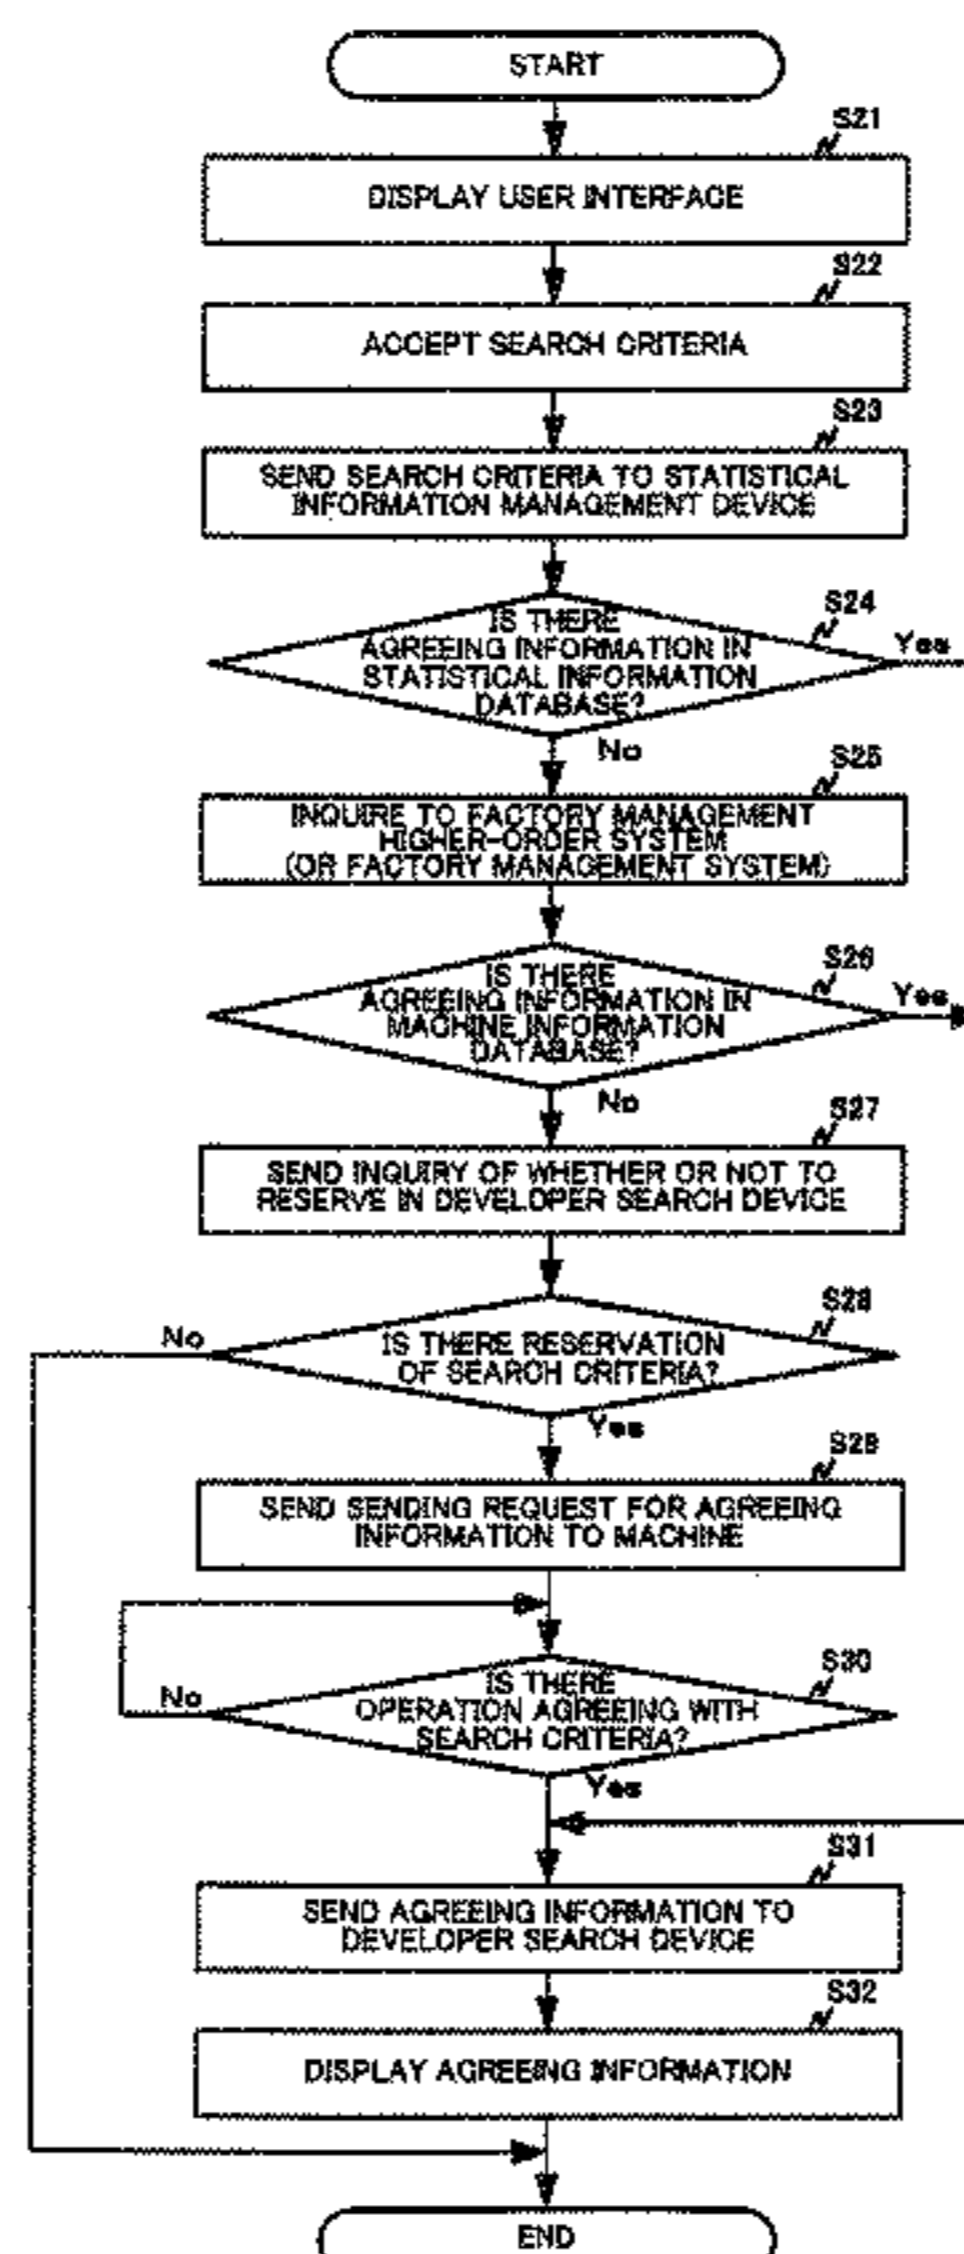 START
S21
DISPLAY USER INTERFACE
S22
ACCEPT SEARCH CRITERIA
S23
SEND SEARCH CRITERIA TO STATISTICAL
INFORMATION MANAGEMENT DEVICE
S24
IS THERE
AGREEING INFORMATION IN
STATISTICAL INFORMATION
DATABASE?
Yes
No
S25
INQUIRE TO FACTORY MANAGEMENT
HIGHER-ORDER SYSTEM
(OR FACTORY MANAGEMENT SYSTEM)
S26
IS THERE
AGREEING INFORMATION IN
MACHINE INFORMATION
DATABASE?
Yes
No
S27
SEND INQUIRY OF WHETHER OR NOT TO
RESERVE IN DEVELOPER SEARCH DEVICE
S28
No
IS THERE RESERVATION
OF SEARCH CRITERIA?
Yes
S29
SEND SENDING REQUEST FOR AGREEING
INFORMATION TO MACHINE
S30
IS THERE
OPERATION AGREEING WITH
SEARCH CRITERIA?
No
Yes
S31
SEND AGREEING INFORMATION TO
DEVELOPER SEARCH DEVICE
S32
DISPLAY AGREEING INFORMATION
END